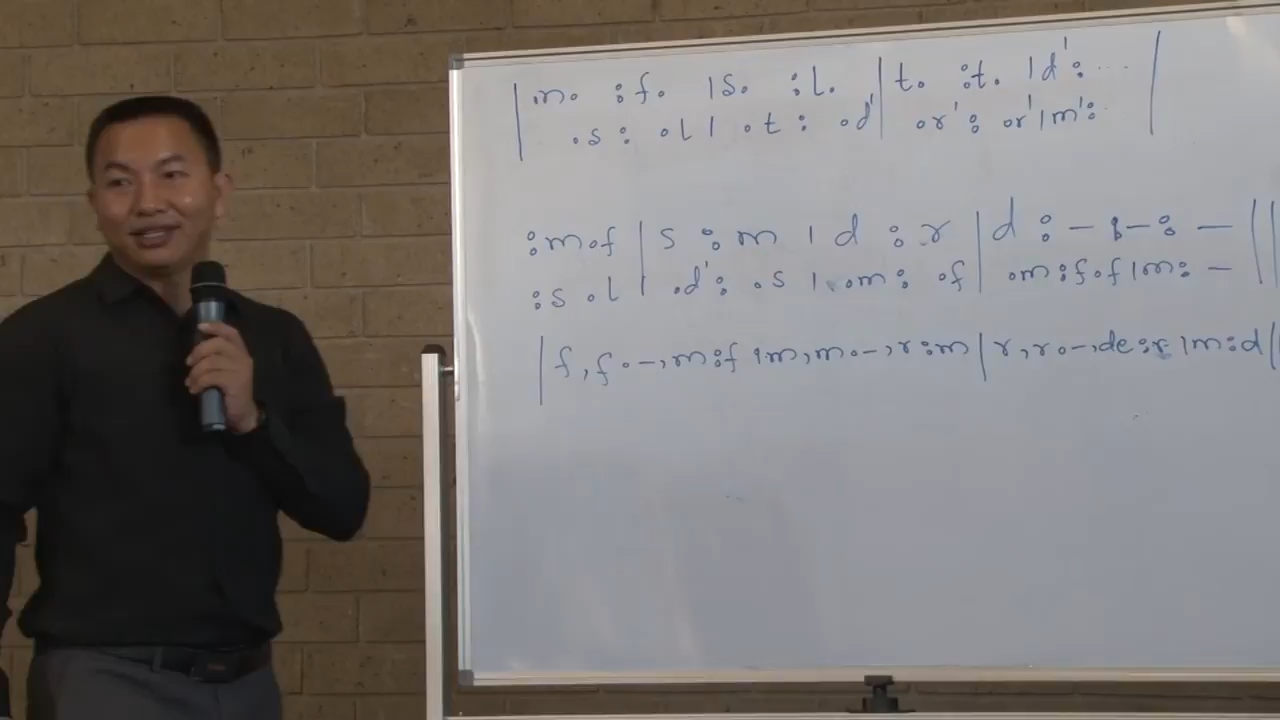 | m. :f. |s. :l. | t. :t. |d': ... |
.s: .l| .t: .d' | .r': .r'|m':
:m.f | s :m | d :r | d :– |– :– ||
:s.l | .d': .s | .m: .f | .m:f.f|m: –
| f,f.–,m:f |m,m.–,r:m | r,r.–,de:r |m:d ||